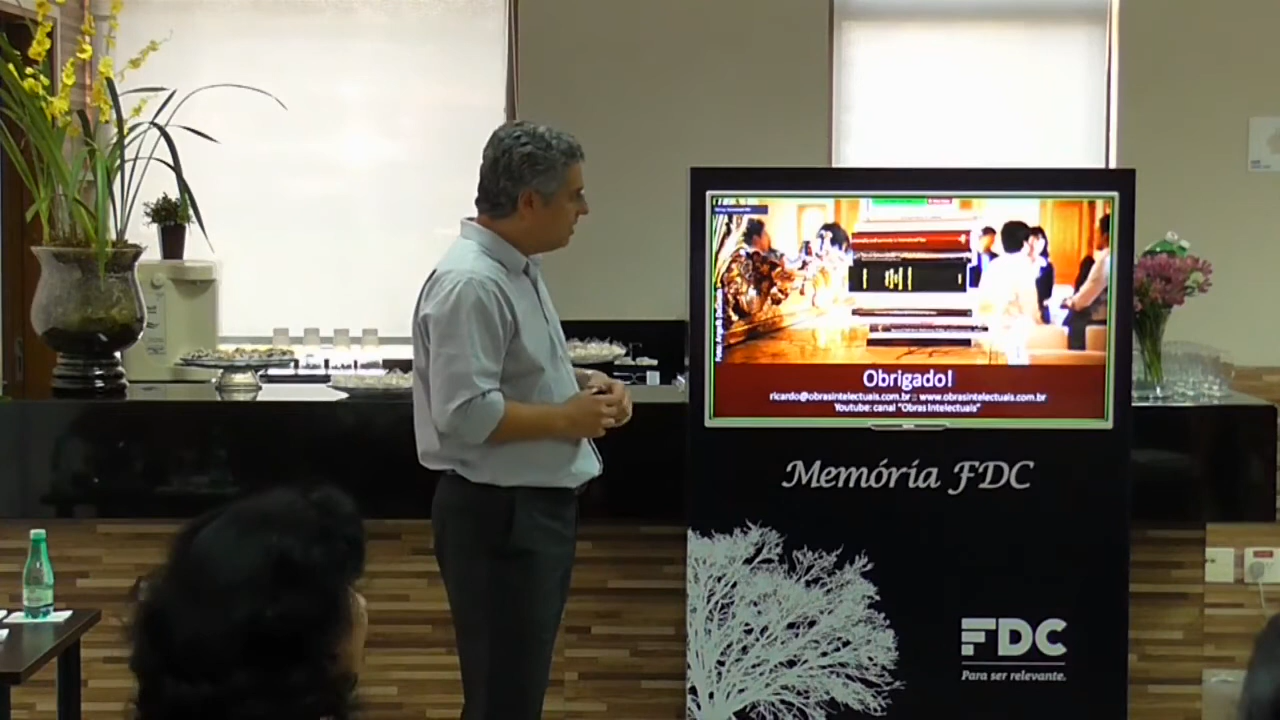 Obrigado!
ricardo@obrasintelectuais.com.br :: www.obrasintelectuais.com.br
Youtube: canal "Obras Intelectuais"
Memória FDC
FDC
Para ser relevante.